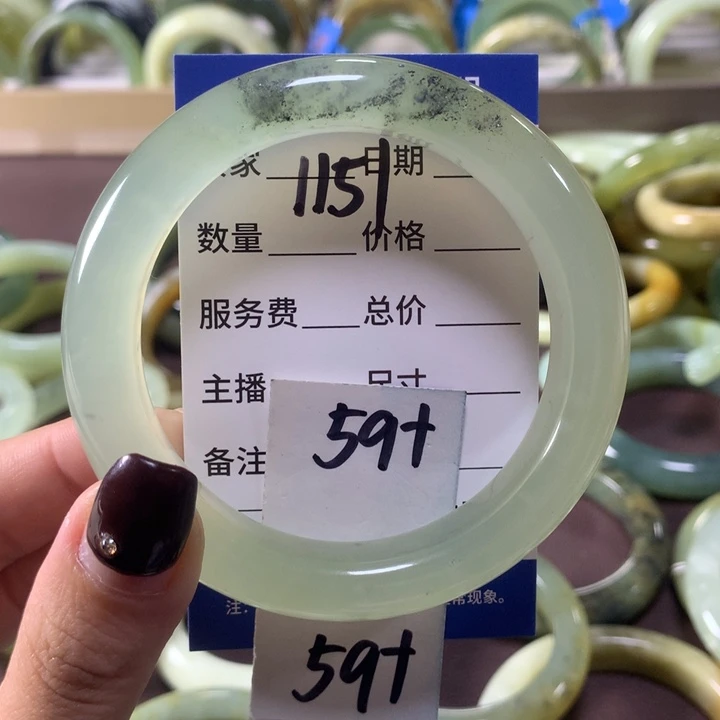 家 日期
1151
数量 价格
服务费 总价
主播 尺寸
59+
备注
注: 常现象。
59+